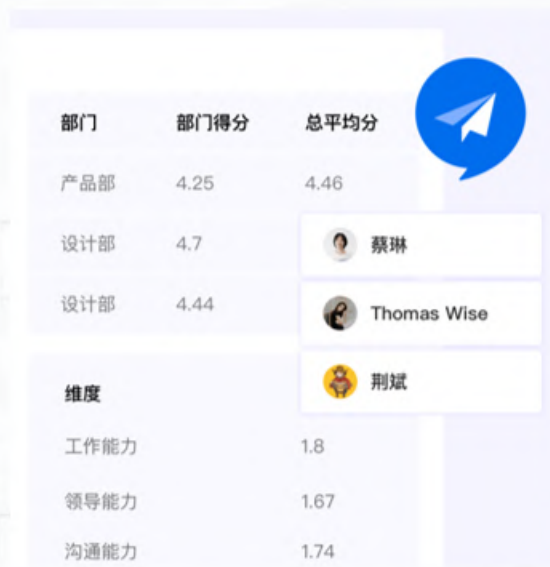 部门 部门得分 总平均分
产品部 4.25 4.46
设计部 4.7
蔡琳
设计部 4.44
Thomas Wise
荆斌
维度
工作能力 1.8
领导能力 1.67
沟通能力 1.74